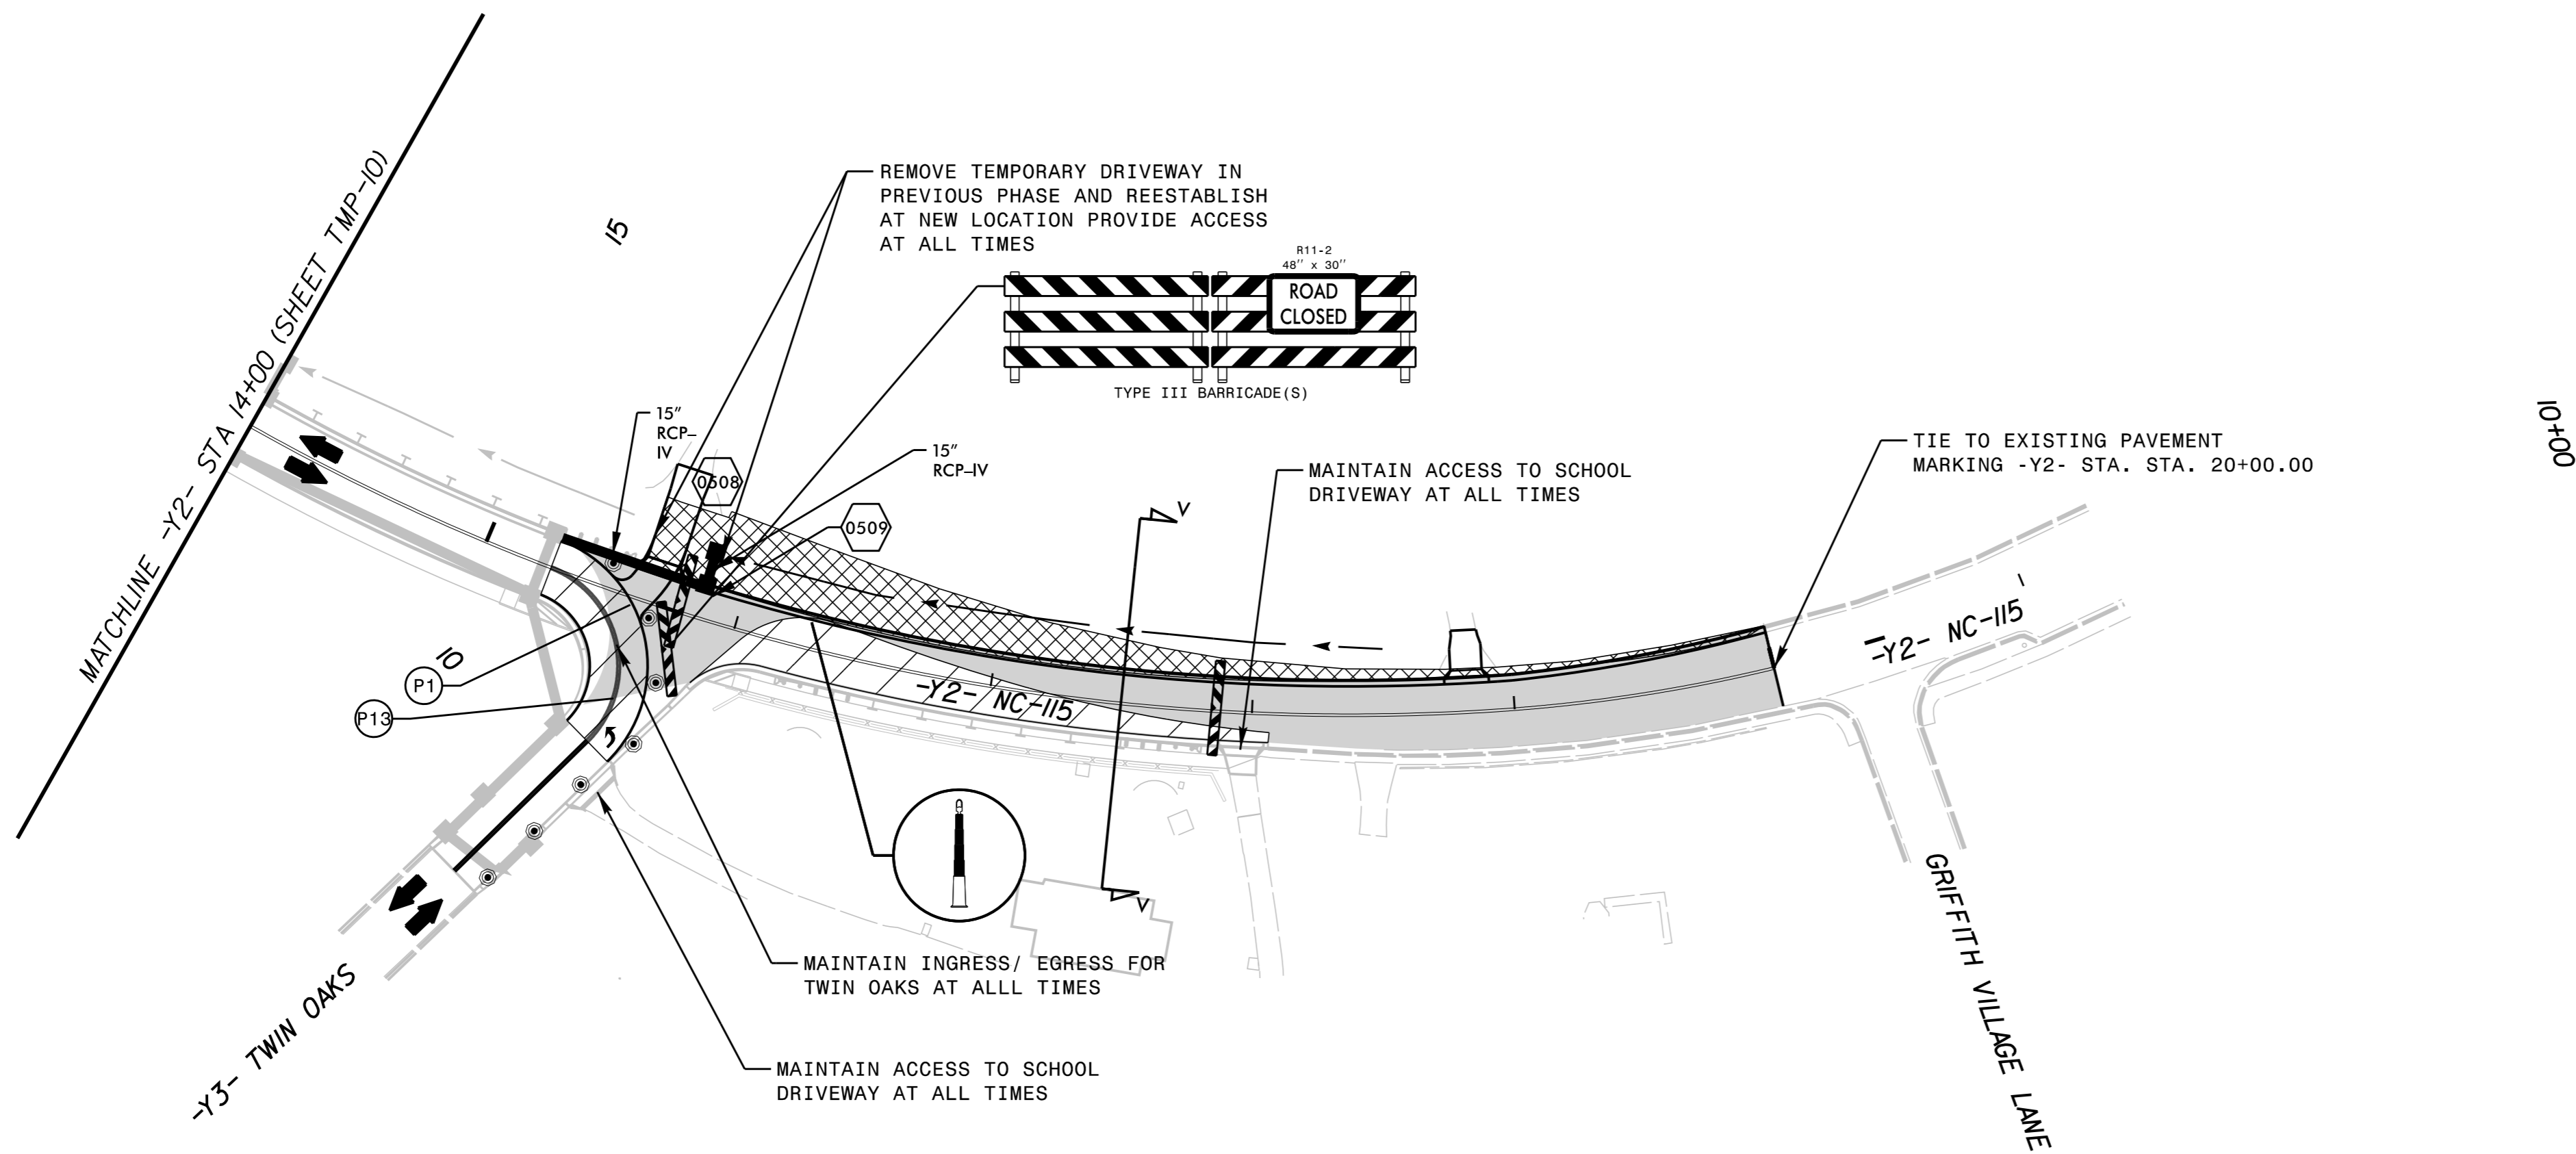 MATCHLINE -Y2- STA 14+00 (SHEET TMP-10)
15
REMOVE TEMPORARY DRIVEWAY IN
PREVIOUS PHASE AND REESTABLISH
AT NEW LOCATION PROVIDE ACCESS
AT ALL TIMES
R11-2
48" x 30"
ROAD
CLOSED
TYPE III BARRICADE(S)
15"
RCP-
IV
0508
15"
RCP-IV
0509
MAINTAIN ACCESS TO SCHOOL
DRIVEWAY AT ALL TIMES
TIE TO EXISTING PAVEMENT
MARKING -Y2- STA. STA. 20+00.00
10+00
V
-Y2- NC-115
10
P1
P13
-Y2- NC-115
V
MAINTAIN INGRESS/ EGRESS FOR
TWIN OAKS AT ALLL TIMES
MAINTAIN ACCESS TO SCHOOL
DRIVEWAY AT ALL TIMES
-Y3- TWIN OAKS
GRIFFITH VILLAGE LANE